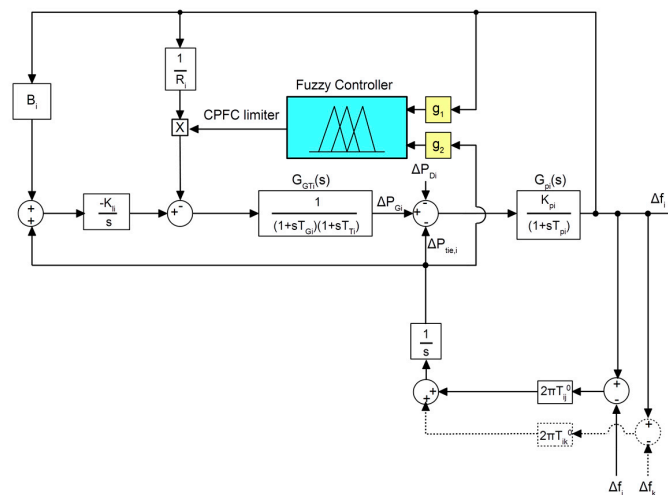 1
R_i
B_i
Fuzzy Controller
CPFC limiter
X
g_1
g_2
ΔP_Di
G_GTi(s)
G_pi(s)
-K_Ii
s
1
(1+sT_Gi)(1+sT_Ti)
ΔP_Gi
K_pi
(1+sT_pi)
Δf_i
+
+
+
-
+
-
-
ΔP_tie,i
1
s
+
+
2πT_ij^0
+
-
2πT_ik^0
+
-
Δf_j
Δf_k